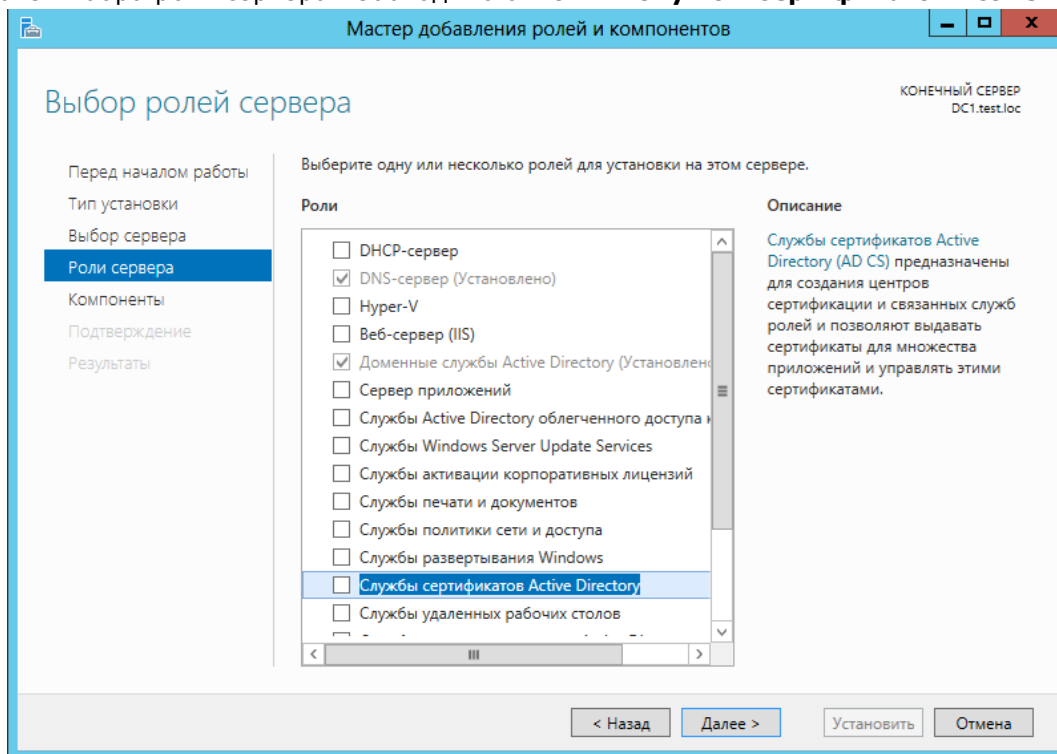 Мастер добавления ролей и компонентов
Выбор ролей сервера
КОНЕЧНЫЙ СЕРВЕР
DC1.test.loc
Перед началом работы
Тип установки
Выбор сервера
Роли сервера
Компоненты
Подтверждение
Результаты
Выберите одну или несколько ролей для установки на этом сервере.
Роли
DHCP-сервер
DNS-сервер (Установлено)
Hyper-V
Веб-сервер (IIS)
Доменные службы Active Directory (Установлено
Сервер приложений
Службы Active Directory облегченного доступа к
Службы Windows Server Update Services
Службы активации корпоративных лицензий
Службы печати и документов
Службы политики сети и доступа
Службы развертывания Windows
Службы сертификатов Active Directory
Службы удаленных рабочих столов
Описание
Службы сертификатов Active
Directory (AD CS) предназначены
для создания центров
сертификации и связанных служб
ролей и позволяют выдавать
сертификаты для множества
приложений и управлять этими
сертификатами.
< Назад
Далее >
Установить
Отмена